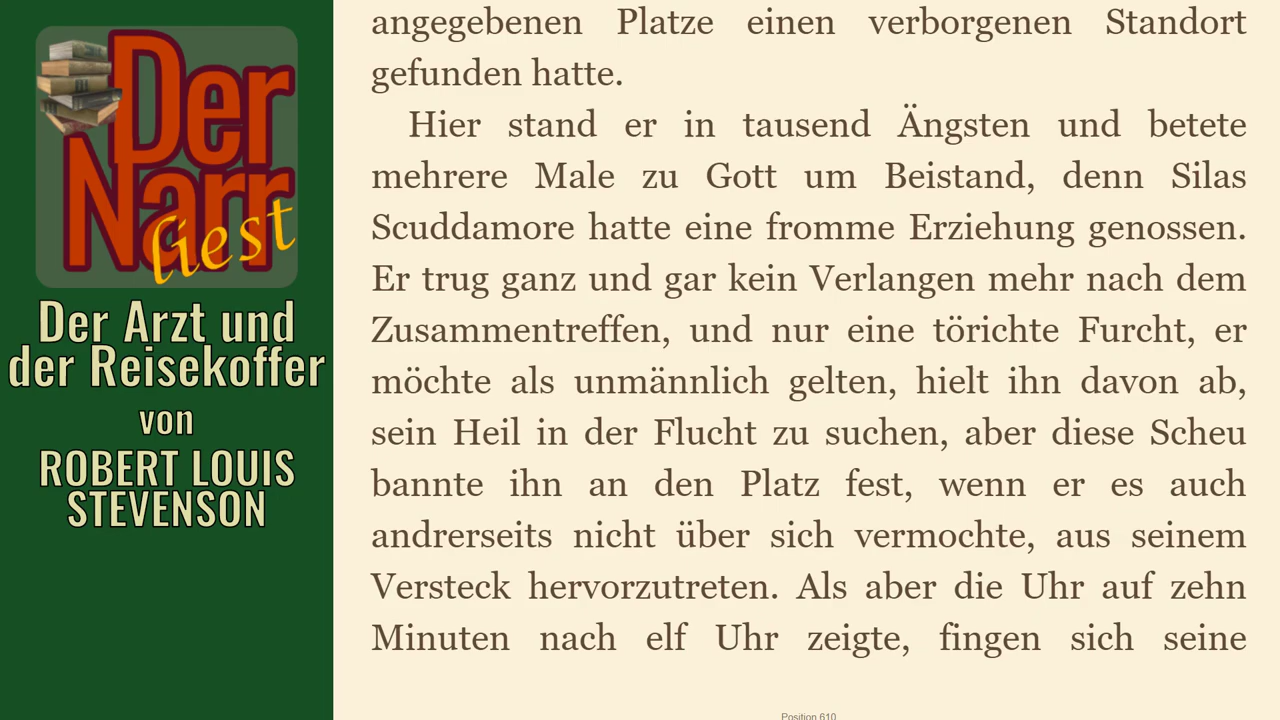 Der
Narr
liest
Der Arzt und
der Reisekoffer
von
ROBERT LOUIS
STEVENSON
angegebenen Platze einen verborgenen Standort
gefunden hatte.
Hier stand er in tausend Ängsten und betete
mehrere Male zu Gott um Beistand, denn Silas
Scuddamore hatte eine fromme Erziehung genossen.
Er trug ganz und gar kein Verlangen mehr nach dem
Zusammentreffen, und nur eine törichte Furcht, er
möchte als unmännlich gelten, hielt ihn davon ab,
sein Heil in der Flucht zu suchen, aber diese Scheu
bannte ihn an den Platz fest, wenn er es auch
andrerseits nicht über sich vermochte, aus seinem
Versteck hervorzutreten. Als aber die Uhr auf zehn
Minuten nach elf Uhr zeigte, fingen sich seine
Position 610